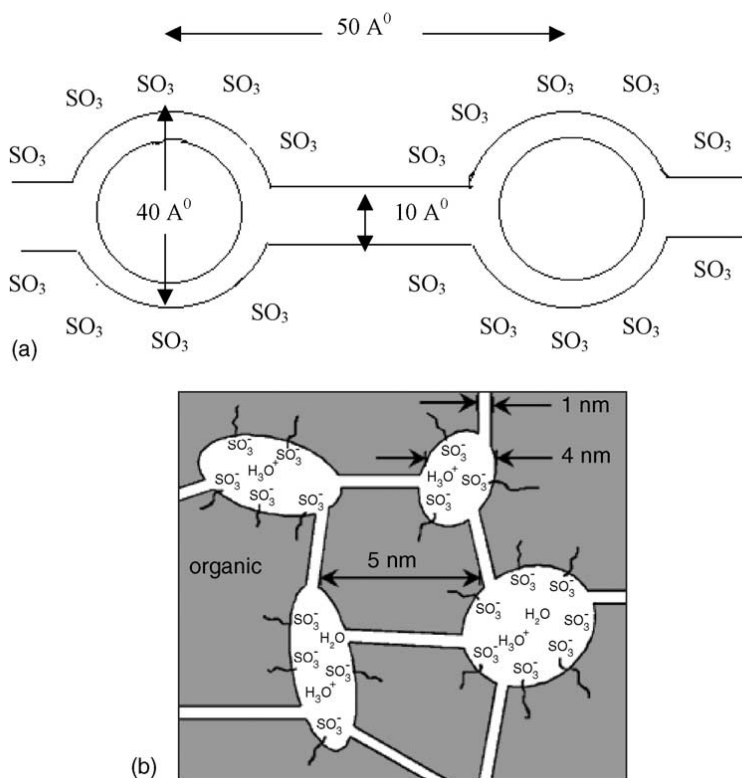 50 A⁰
SO₃ SO₃ SO₃ SO₃ SO₃ SO₃
SO₃ SO₃ SO₃ SO₃
SO₃ SO₃ SO₃ SO₃
40 A⁰ 10 A⁰
SO₃ SO₃ SO₃
SO₃ SO₃ SO₃ SO₃ SO₃ SO₃
(a) SO₃
1 nm
SO₃⁻ SO₃⁻ SO₃⁻
H₃O⁺ H₃O⁺ 4 nm
SO₃⁻ SO₃⁻ SO₃⁻ SO₃⁻ SO₃⁻
organic 5 nm
SO₃⁻ SO₃⁻
SO₃⁻ SO₃⁻ H₂O SO₃⁻
H₂O
SO₃⁻ SO₃⁻ SO₃⁻ H₃O⁺ SO₃⁻
H₃O⁺ SO₃⁻
SO₃⁻
(b)